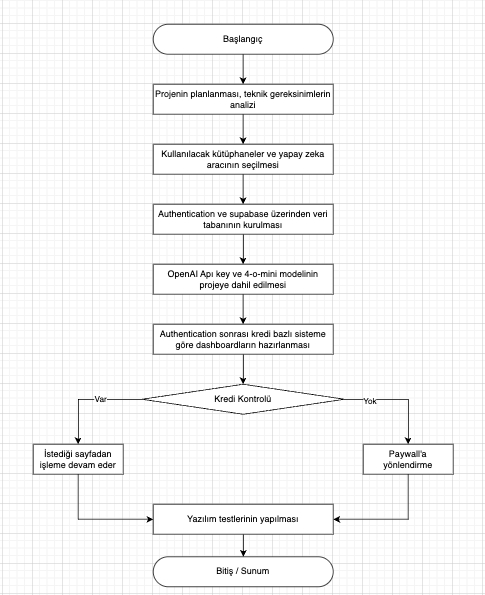 Başlangıç
Projenin planlanması, teknik gereksinimlerin
analizi
Kullanılacak kütüphaneler ve yapay zeka
aracının seçilmesi
Authentication ve supabase üzerinden veri
tabanının kurulması
OpenAI Apı key ve 4-o-mini modelinin
projeye dahil edilmesi
Authentication sonrası kredi bazlı sisteme
göre dashboardların hazırlanması
Kredi Kontrolü
Var
Yok
İstediği sayfadan
işleme devam eder
Paywall'a
yönlendirme
Yazılım testlerinin yapılması
Bitiş / Sunum